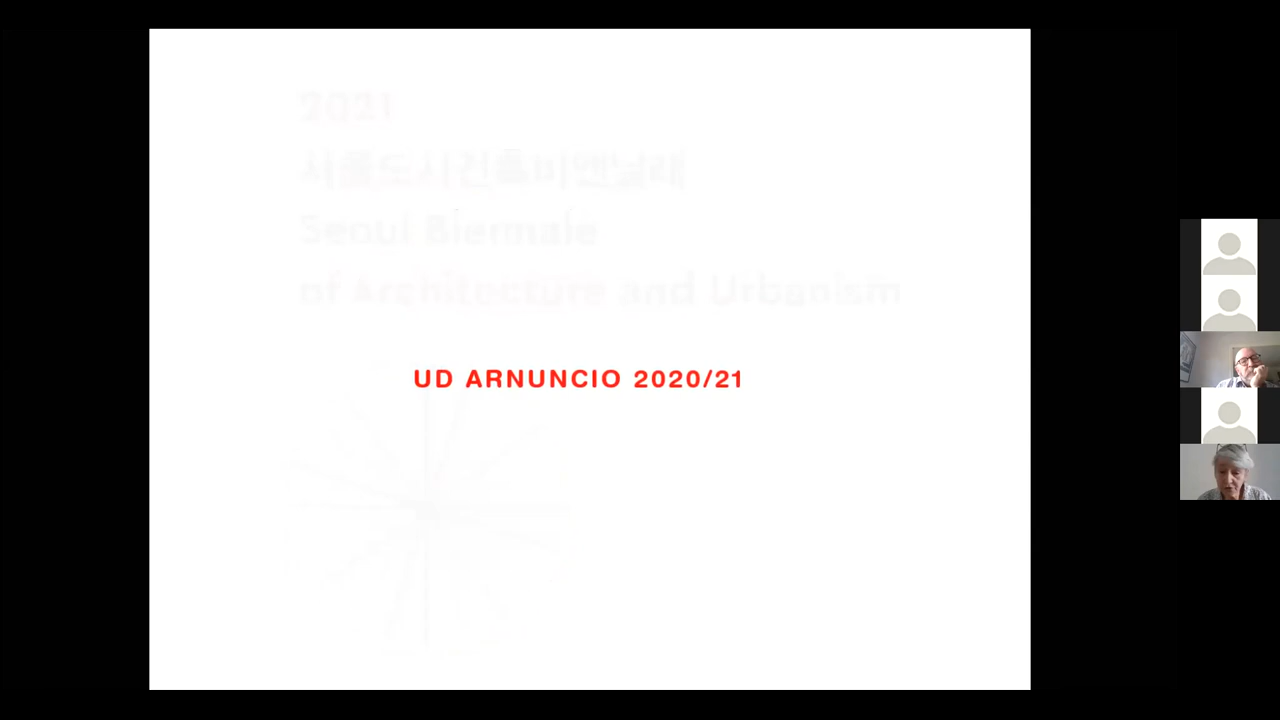 2021
서울도시건축비엔날레
Seoul Biennale
of Architecture and Urbanism
UD ARNUNCIO 2020/21